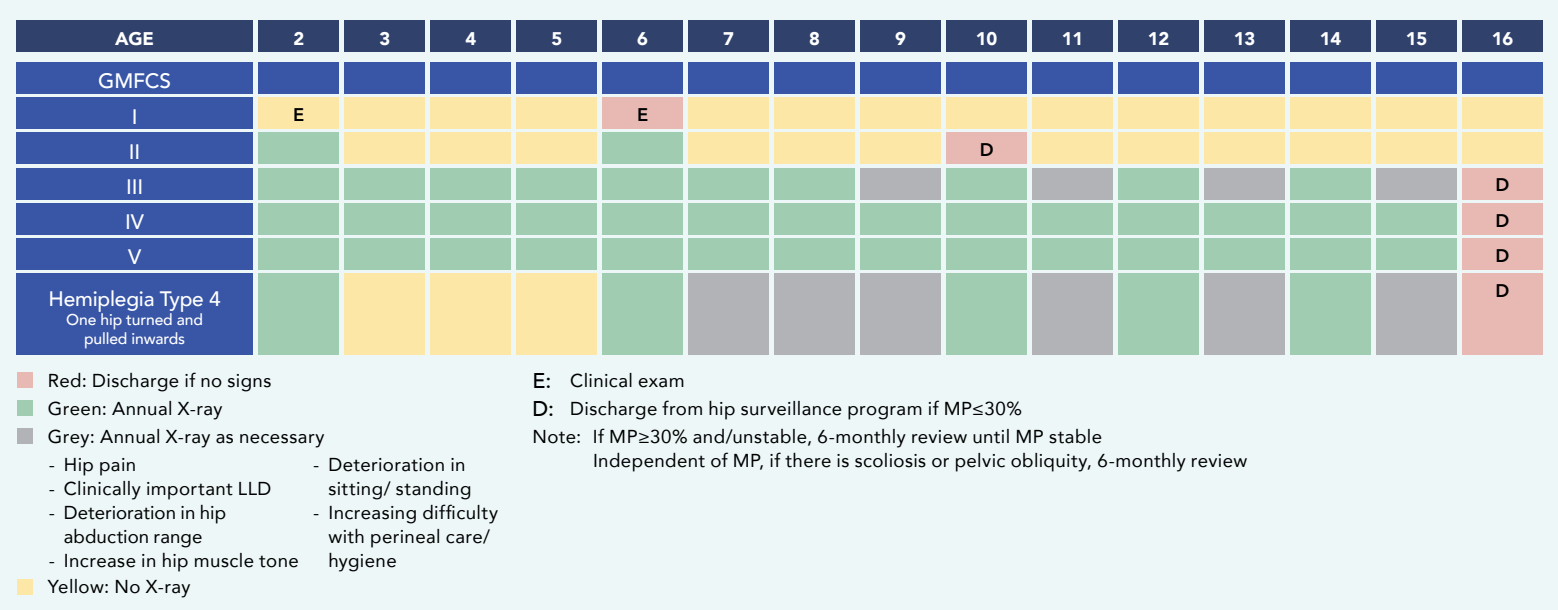 AGE 2 3 4 5 6 7 8 9 10 11 12 13 14 15 16
GMFCS
I E E
II D
III D
IV D
V D
Hemiplegia Type 4 D
One hip turned and
pulled inwards
Red: Discharge if no signs
Green: Annual X-ray
Grey: Annual X-ray as necessary
- Hip pain
- Clinically important LLD
- Deterioration in hip
abduction range
- Increase in hip muscle tone
- Deterioration in
sitting/ standing
- Increasing difficulty
with perineal care/
hygiene
Yellow: No X-ray
E: Clinical exam
D: Discharge from hip surveillance program if MP≤30%
Note: If MP≥30% and/unstable, 6-monthly review until MP stable
Independent of MP, if there is scoliosis or pelvic obliquity, 6-monthly review